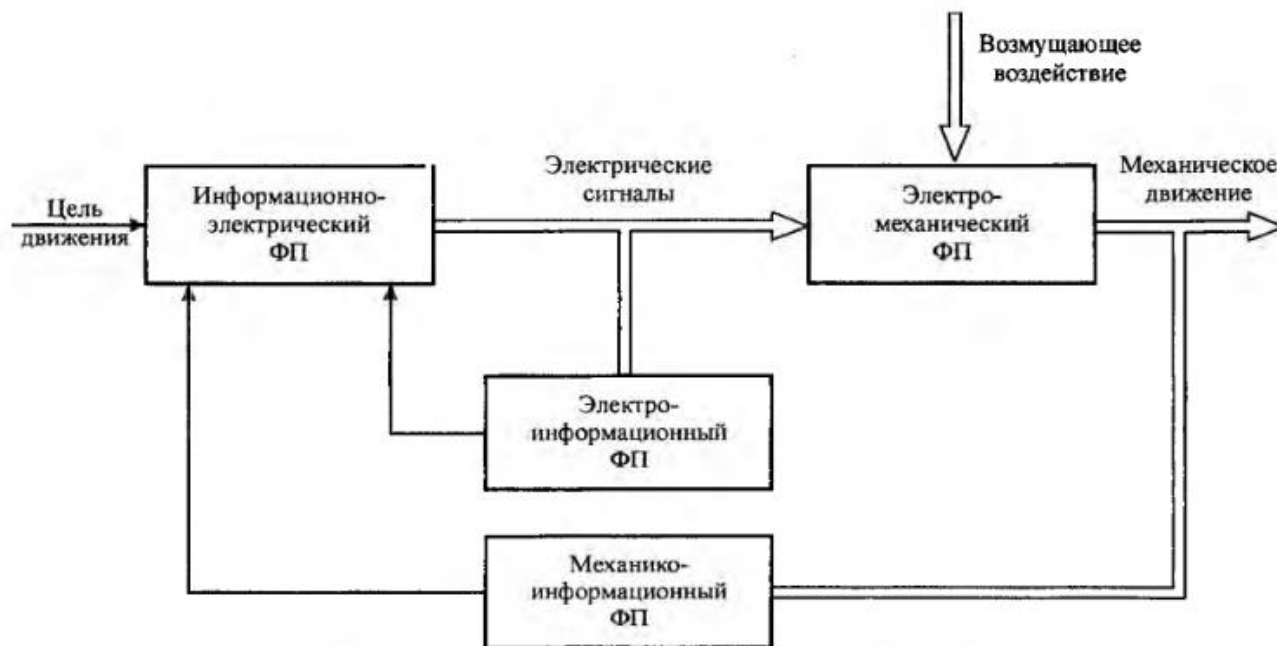 Возмущающее
воздействие
Цель
движения
Информационно-
электрический
ФП
Электрические
сигналы
Электро-
механический
ФП
Механическое
движение
Электро-
информационный
ФП
Механико-
информационный
ФП